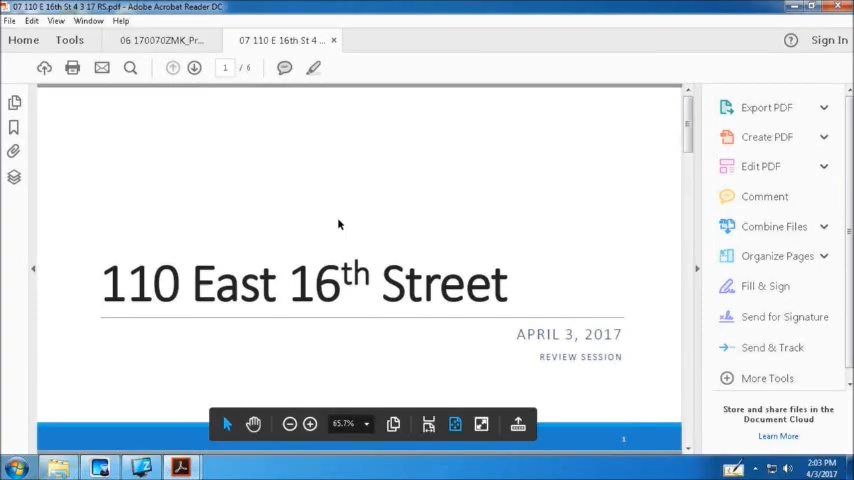 07 110 E 16th St 4 3 17 RS.pdf - Adobe Acrobat Reader DC
File Edit View Window Help
Home Tools 06 170070ZMK_Pr... 07 110 E 16th St 4 ... × Sign In
1 / 6
Export PDF
Create PDF
Edit PDF
Comment
Combine Files
Organize Pages
Fill & Sign
Send for Signature
Send & Track
More Tools
Store and share files in the
Document Cloud
Learn More
110 East 16th Street
APRIL 3, 2017
REVIEW SESSION
65.7%
1
2:03 PM
4/3/2017